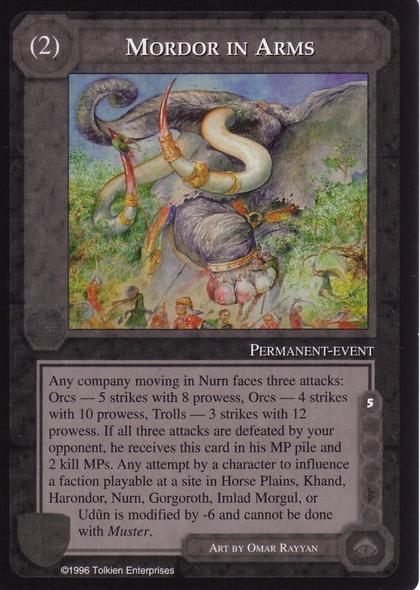 (2)
MORDOR IN ARMS
PERMANENT-EVENT
Any company moving in Nurn faces three attacks:
Orcs — 5 strikes with 8 prowess, Orcs — 4 strikes
with 10 prowess, Trolls — 3 strikes with 12
prowess. If all three attacks are defeated by your
opponent, he receives this card in his MP pile and
2 kill MPs. Any attempt by a character to influence
a faction playable at a site in Horse Plains, Khand,
Harondor, Nurn, Gorgoroth, Imlad Morgul, or
Udûn is modified by -6 and cannot be done
with Muster.
5
ART BY OMAR RAYYAN
©1996 Tolkien Enterprises